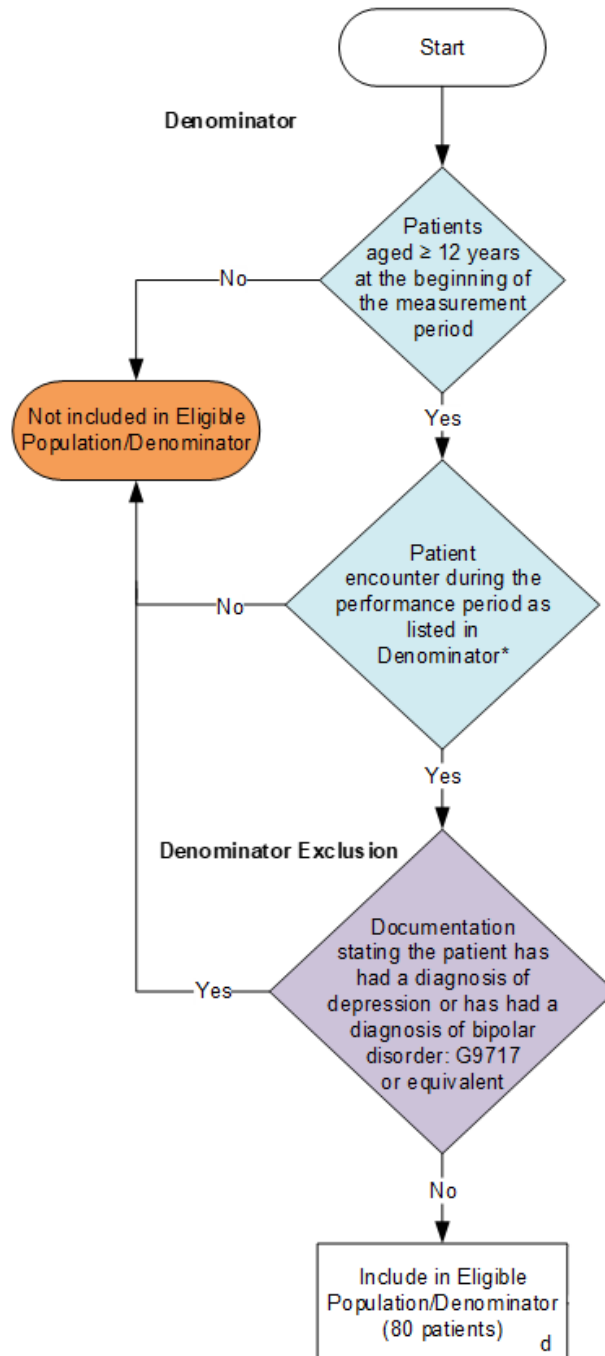 Start
Denominator
Patients
aged ≥ 12 years
at the beginning of
the measurement
period
No
Not included in Eligible
Population/Denominator
Yes
Patient
encounter during the
performance period as
listed in
Denominator*
No
Yes
Denominator Exclusion
Documentation
stating the patient has
had a diagnosis of
depression or has had a
diagnosis of bipolar
disorder: G9717
or equivalent
Yes
No
Include in Eligible
Population/Denominator
(80 patients)
d